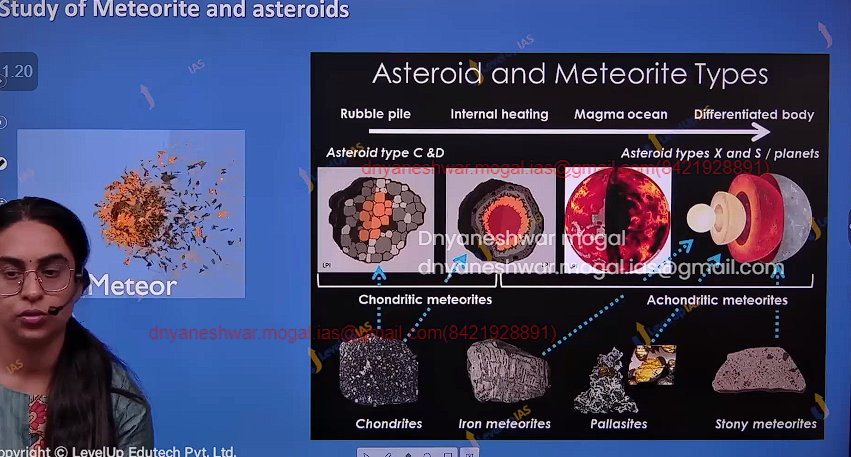 Study of Meteorite and asteroids
1.20
Asteroid and Meteorite Types
Rubble pile Internal heating Magma ocean Differentiated body
Asteroid type C &D Asteroid types X and S / planets
dnyaneshwar.mogal.ias@gmail.com(8421928891)
LPI
Dnyaneshwar mogal
dnyaneshwar.mogal.ias@gmail.com
Meteor
Chondritic meteorites Achondritic meteorites
dnyaneshwar.mogal.ias@gmail.com(8421928891)
Chondrites Iron meteorites Pallasites Stony meteorites
opyright © LevelUp Edutech Pvt. Ltd.